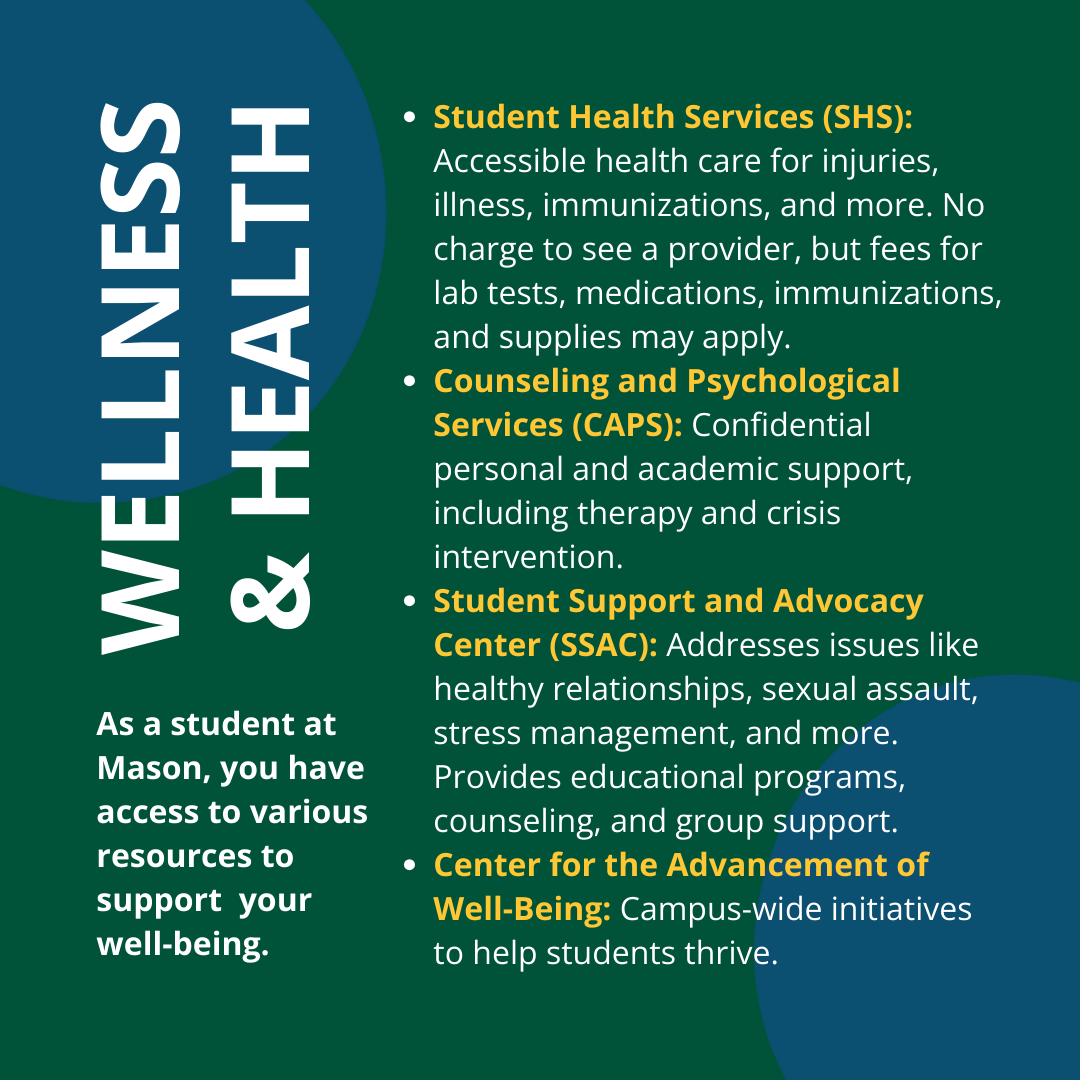 WELLNESS
& HEALTH
As a student at
Mason, you have
access to various
resources to
support  your
well-being.
• Student Health Services (SHS):
Accessible health care for injuries,
illness, immunizations, and more. No
charge to see a provider, but fees for
lab tests, medications, immunizations,
and supplies may apply.
• Counseling and Psychological
Services (CAPS): Confidential
personal and academic support,
including therapy and crisis
intervention.
• Student Support and Advocacy
Center (SSAC): Addresses issues like
healthy relationships, sexual assault,
stress management, and more.
Provides educational programs,
counseling, and group support.
• Center for the Advancement of
Well-Being: Campus-wide initiatives
to help students thrive.